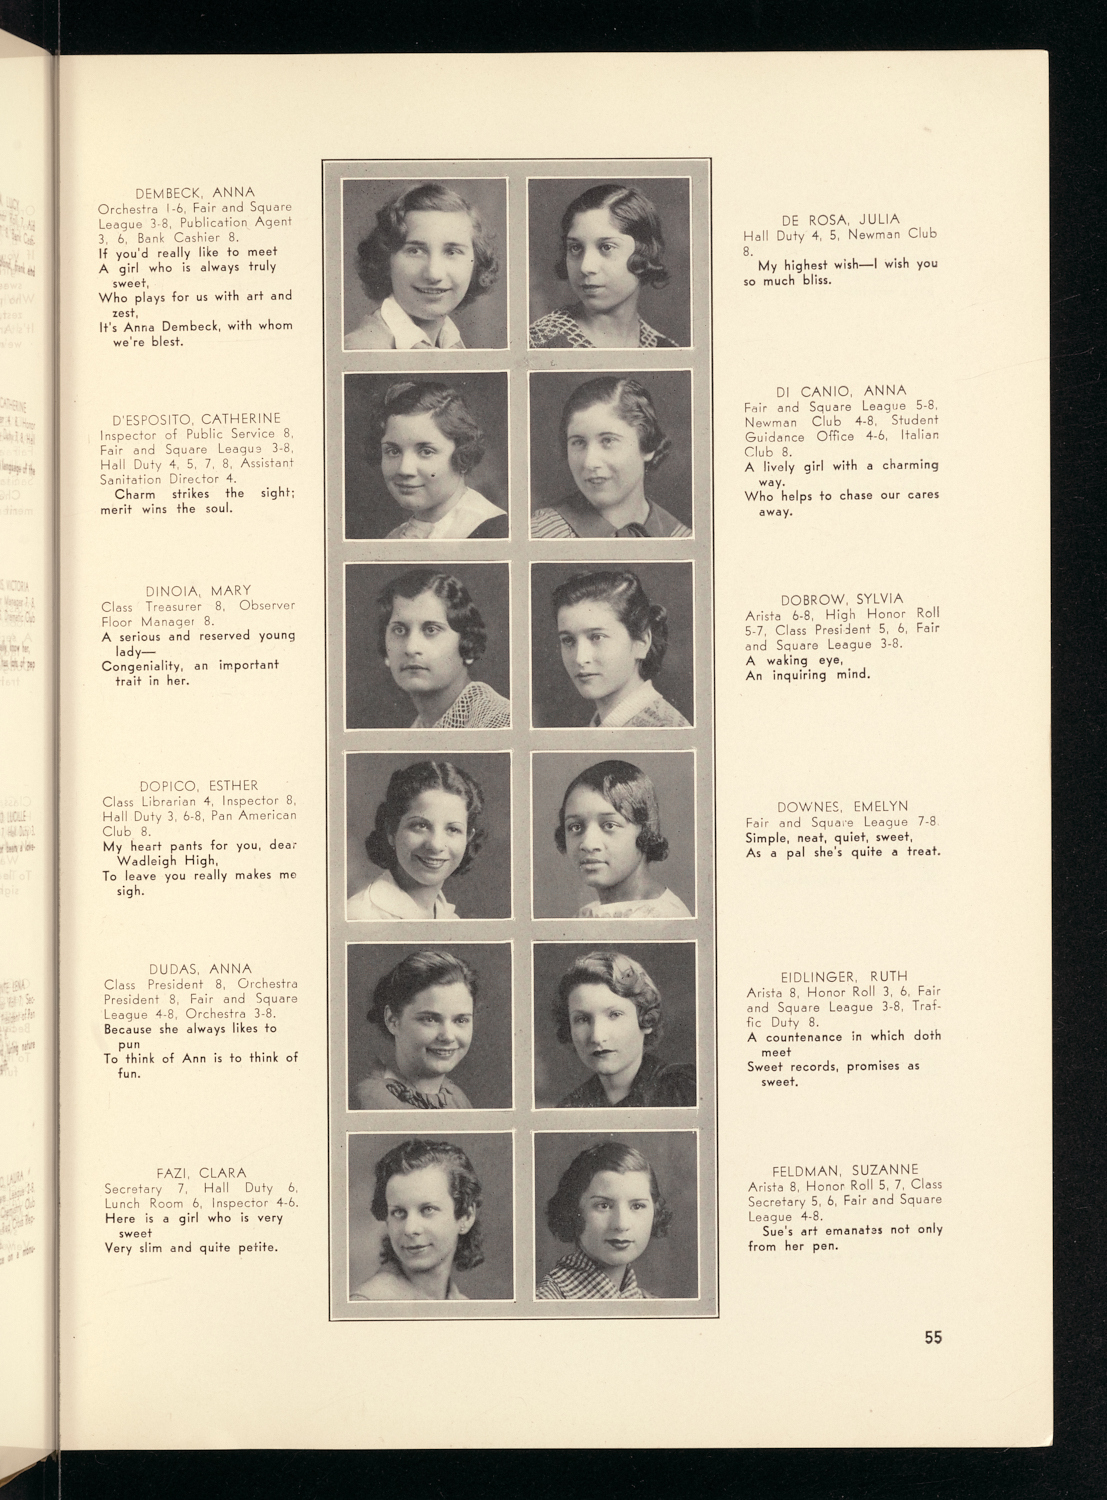 DEMBECK, ANNA
Orchestra 1-6, Fair and Square
League 3-8, Publication Agent
3, 6, Bank Cashier 8.
If you'd really like to meet
A girl who is always truly
sweet,
Who plays for us with art and
zest,
It's Anna Dembeck, with whom
we're blest.
D'ESPOSITO, CATHERINE
Inspector of Public Service 8,
Fair and Square League 3-8,
Hall Duty 4, 5, 7, 8, Assistant
Sanitation Director 4.
Charm strikes the sight;
merit wins the soul.
DINOIA, MARY
Class Treasurer 8, Observer
Floor Manager 8.
A serious and reserved young
lady—
Congeniality, an important
trait in her.
DOPICO, ESTHER
Class Librarian 4, Inspector 8,
Hall Duty 3, 6-8, Pan American
Club 8.
My heart pants for you, dear
Wadleigh High,
To leave you really makes me
sigh.
DUDAS, ANNA
Class President 8, Orchestra
President 8, Fair and Square
League 4-8, Orchestra 3-8.
Because she always likes to
pun
To think of Ann is to think of
fun.
FAZI, CLARA
Secretary 7, Hall Duty 6,
Lunch Room 6, Inspector 4-6.
Here is a girl who is very
sweet
Very slim and quite petite.
DE ROSA, JULIA
Hall Duty 4, 5, Newman Club
8.
My highest wish—I wish you
so much bliss.
DI CANIO, ANNA
Fair and Square League 5-8,
Newman Club 4-8, Student
Guidance Office 4-6, Italian
Club 8.
A lively girl with a charming
way.
Who helps to chase our cares
away.
DOBROW, SYLVIA
Arista 6-8, High Honor Roll
5-7, Class President 5, 6, Fair
and Square League 3-8.
A waking eye,
An inquiring mind.
DOWNES, EMELYN
Fair and Square League 7-8.
Simple, neat, quiet, sweet,
As a pal she's quite a treat.
EIDLINGER, RUTH
Arista 8, Honor Roll 3, 6, Fair
and Square League 3-8, Traf-
fic Duty 8.
A countenance in which doth
meet
Sweet records, promises as
sweet.
FELDMAN, SUZANNE
Arista 8, Honor Roll 5, 7, Class
Secretary 5, 6, Fair and Square
League 4-8.
Sue's art emanates not only
from her pen.
55